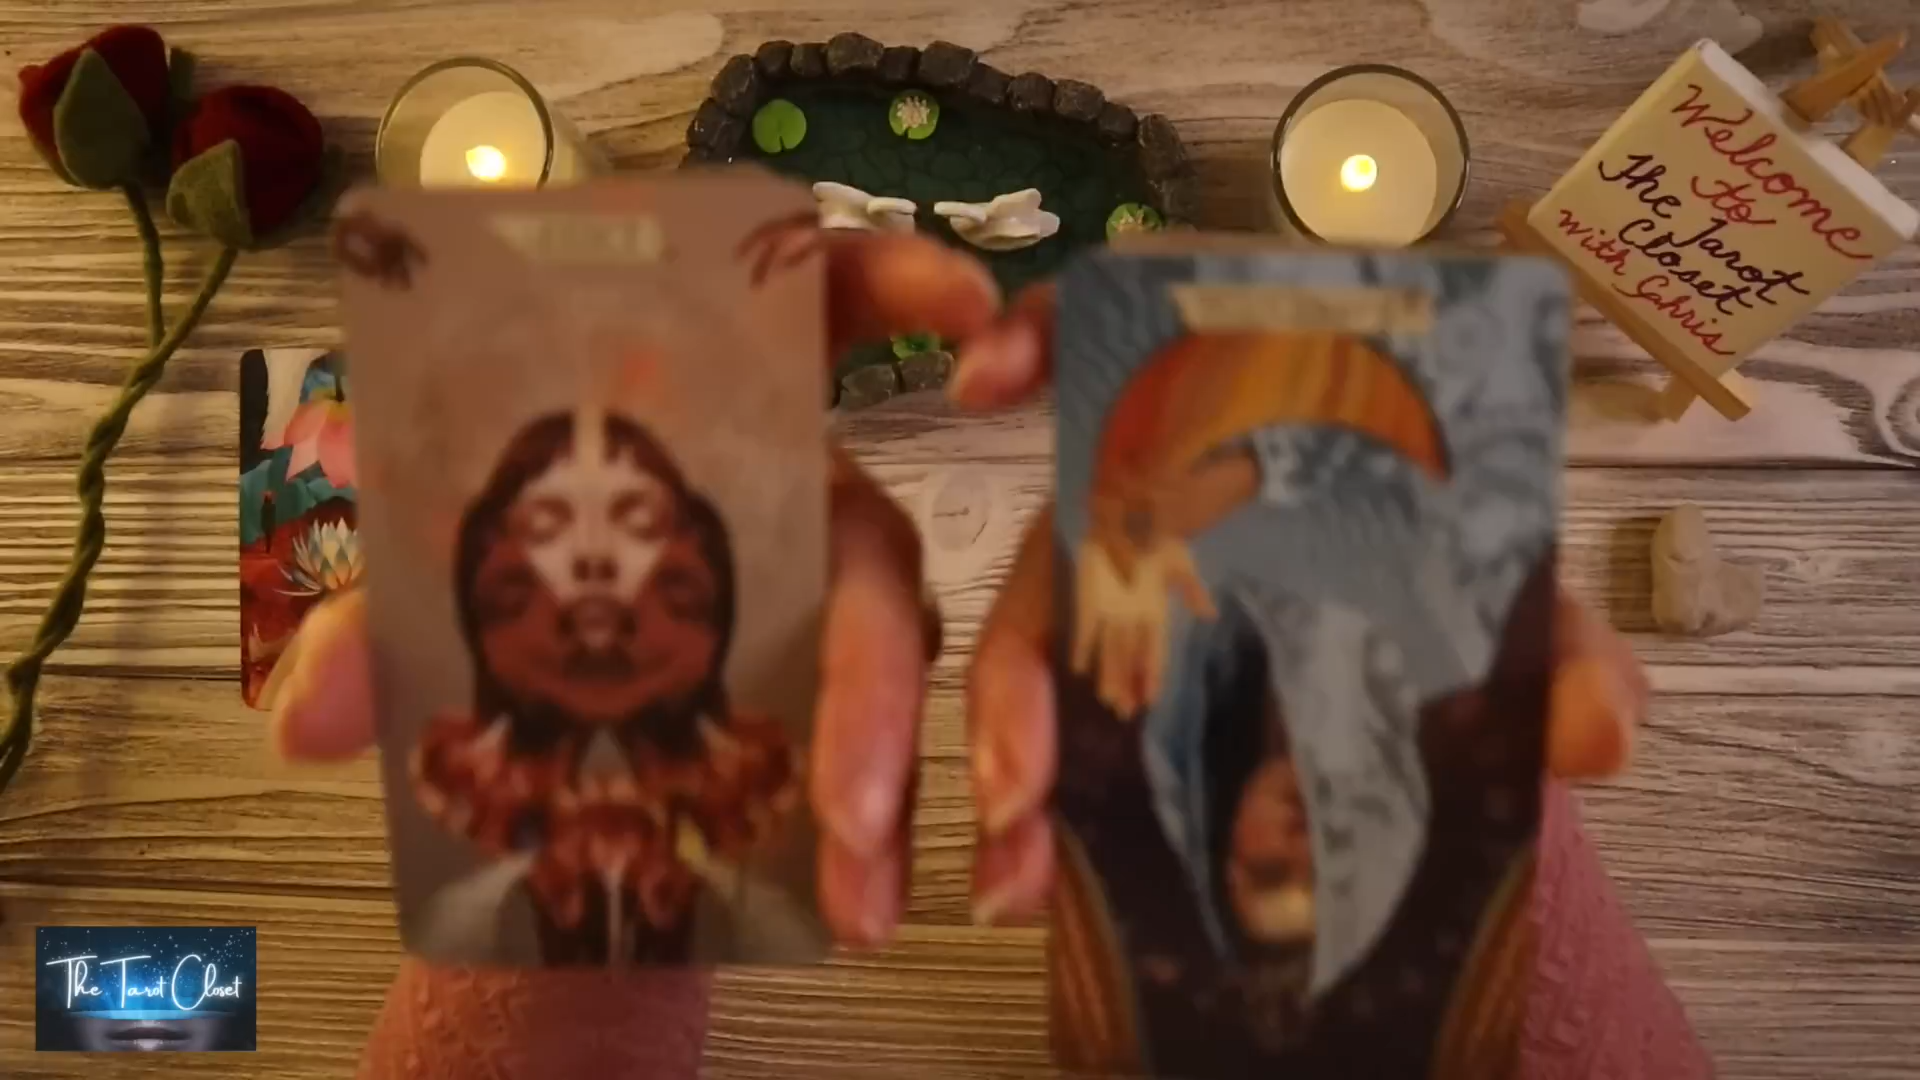 Welcome
to
The Tarot
Closet
With Sahris
The Tarot Closet